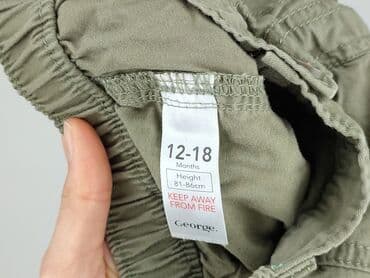 12-18
Months
Height
81-86cm
KEEP AWAY
FROM FIRE
George.